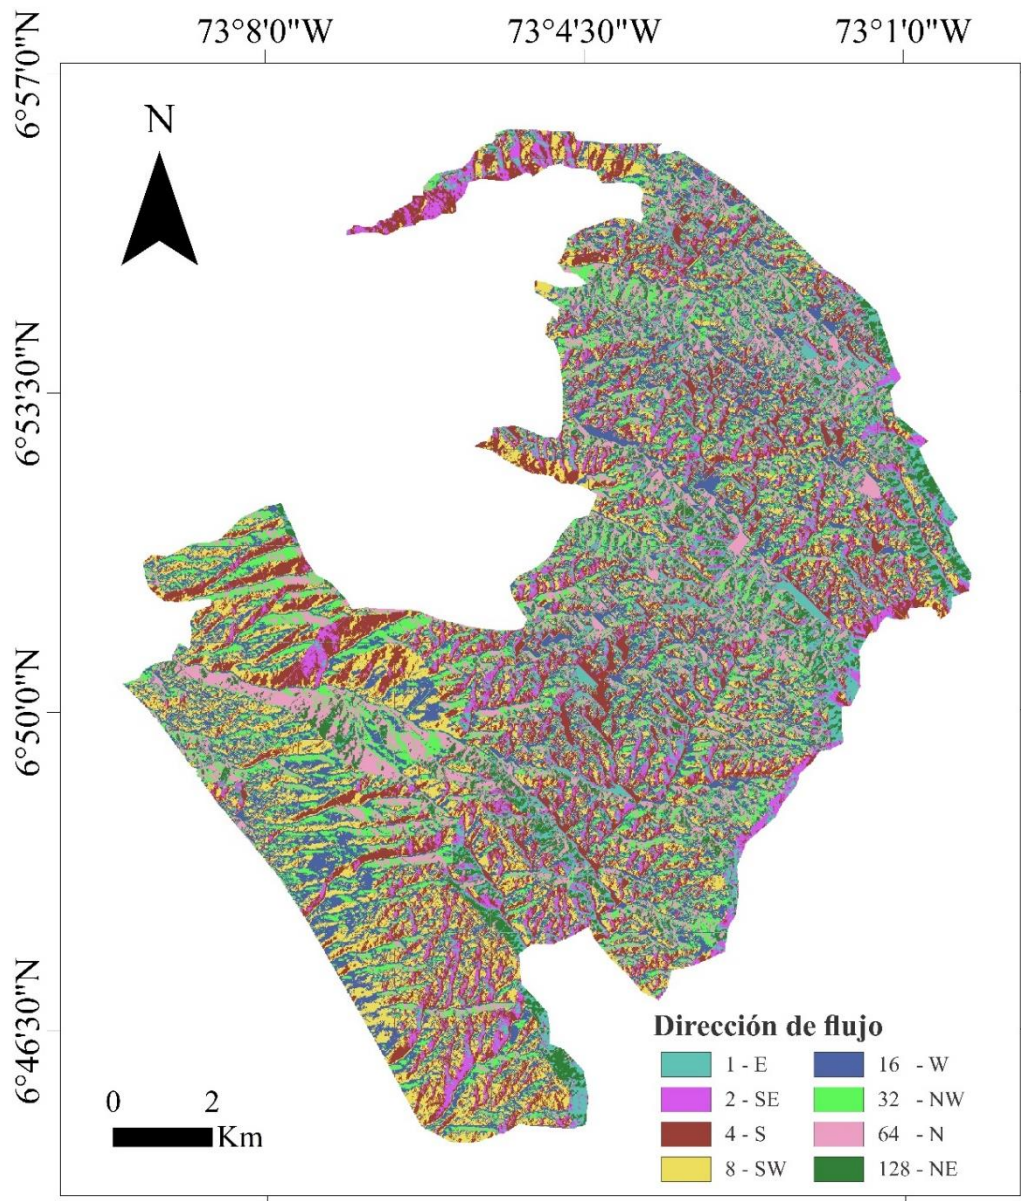 73°8'0"W 73°4'30"W 73°1'0"W
6°57'0"N
N
6°53'30"N
6°50'0"N
6°46'30"N
Dirección de flujo
1 - E 16 - W
2 - SE 32 - NW
4 - S 64 - N
8 - SW 128 - NE
0 2
Km